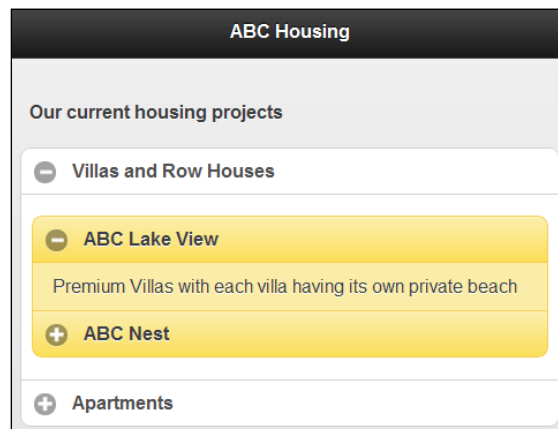 ABC Housing
Our current housing projects
Villas and Row Houses
ABC Lake View
Premium Villas with each villa having its own private beach
ABC Nest
Apartments